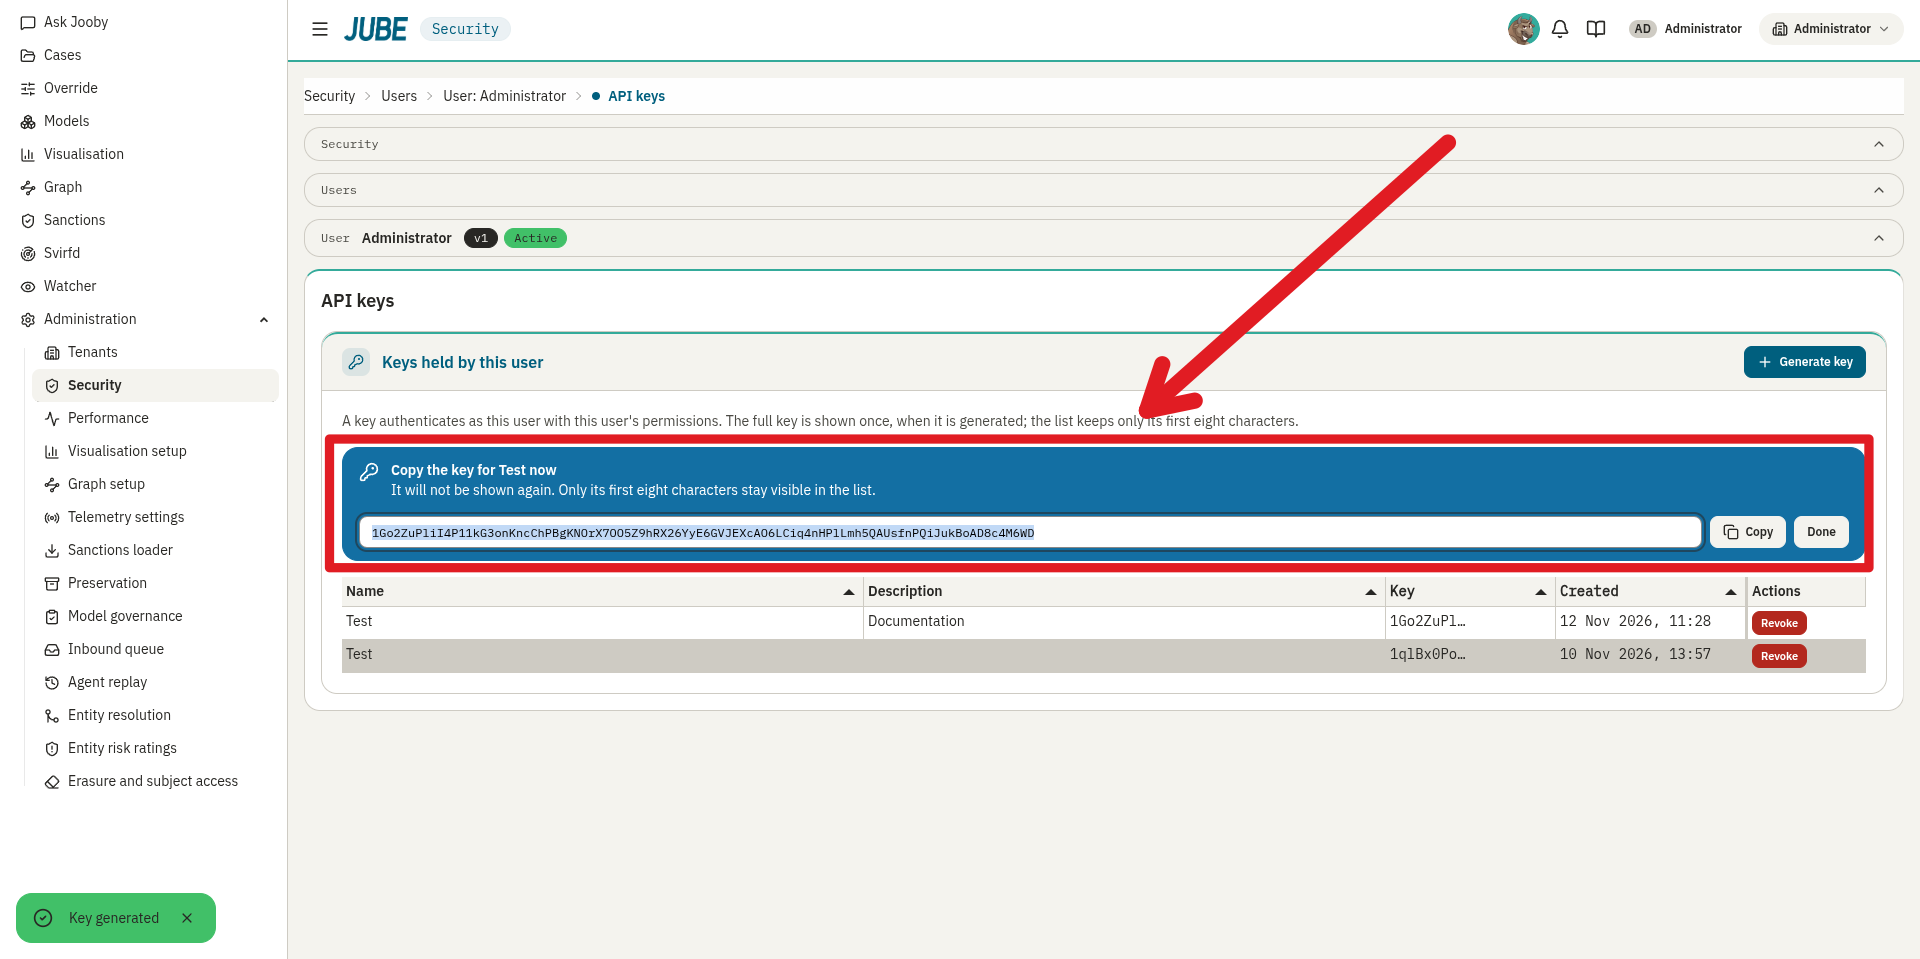 Ask Jooby
Cases
Override
Models
Visualisation
Graph
Sanctions
Svirfd
Watcher
Administration
Tenants
Security
Performance
Visualisation setup
Graph setup
Telemetry settings
Sanctions loader
Preservation
Model governance
Inbound queue
Agent replay
Entity resolution
Entity risk ratings
Erasure and subject access
Key generated
JUBE Security
AD Administrator Administrator
Security Users User: Administrator API keys
Security
Users
User Administrator v1 Active
API keys
Keys held by this user Generate key
A key authenticates as this user with this user's permissions. The full key is shown once, when it is generated; the list keeps only its first eight characters.
Copy the key for Test now
It will not be shown again. Only its first eight characters stay visible in the list.
1Go2ZuPliI4P11kG3onKncChPBgKNOrX7OO5Z9hRX26YyE6GVJEXcAO6LCiq4nHPlLmh5QAUsfnPQiJukBoAD8c4M6WD Copy Done
Name Description Key Created Actions
Test Documentation 1Go2ZuPl… 12 Nov 2026, 11:28 Revoke
Test 1qlBx0Po… 10 Nov 2026, 13:57 Revoke